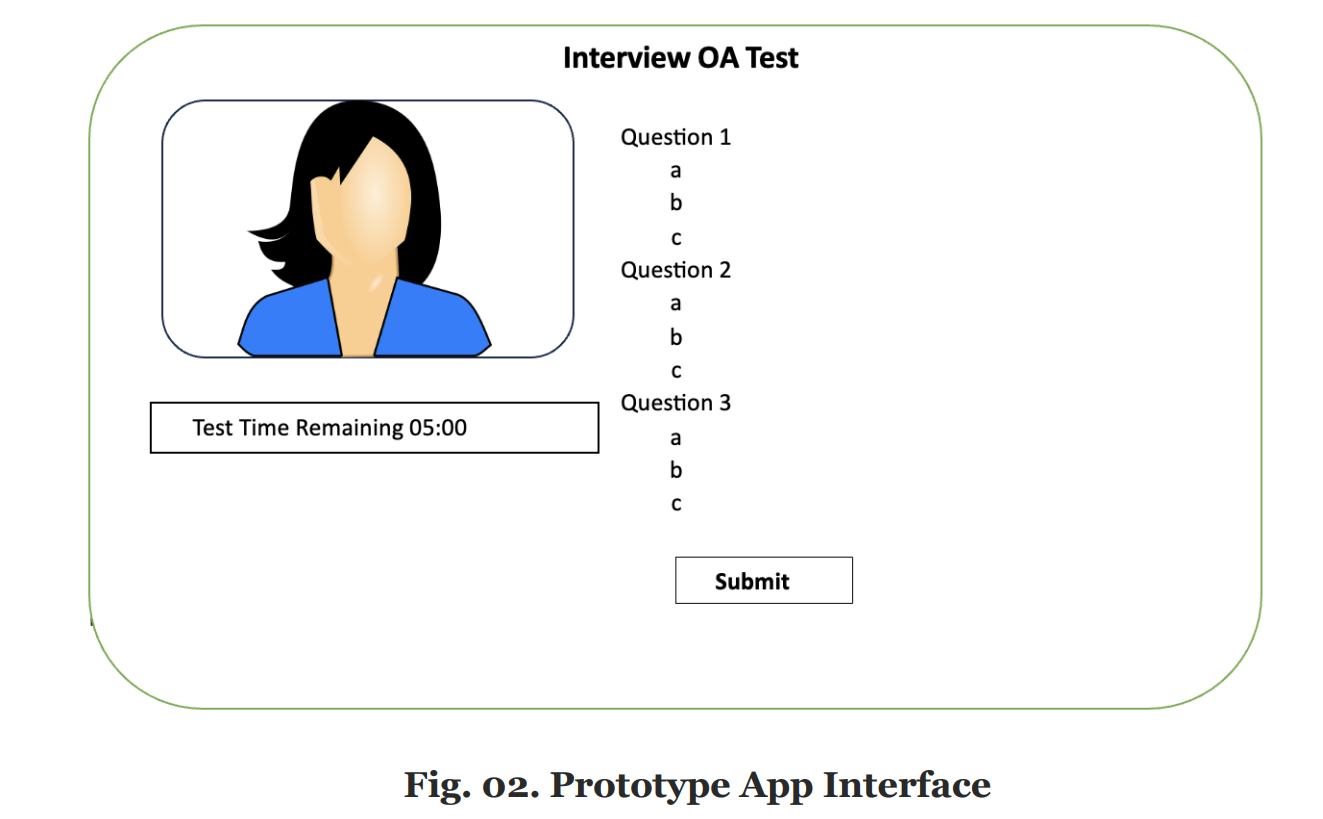 Interview OA Test
Question 1
a
b
c
Question 2
a
b
c
Question 3
a
b
c
Test Time Remaining 05:00
Submit
Fig. 02. Prototype App Interface